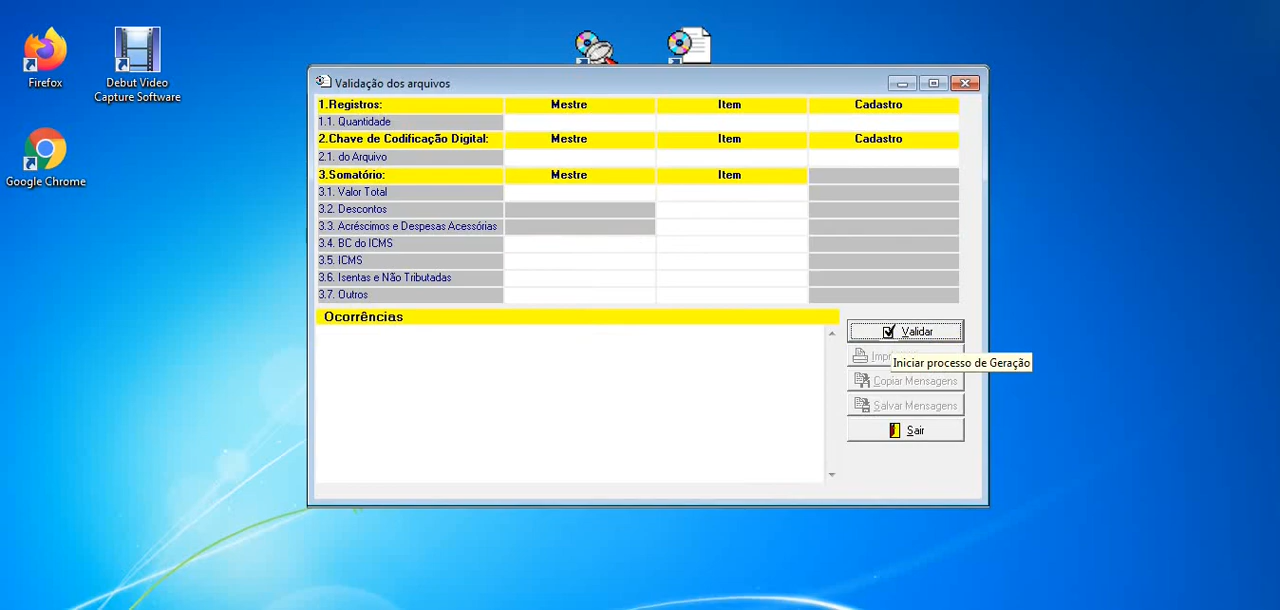 Firefox
Debut Video
Capture Software
Google Chrome
Validação dos arquivos
1.Registros: Mestre Item Cadastro
1.1. Quantidade
2.Chave de Codificação Digital: Mestre Item Cadastro
2.1. do Arquivo
3.Somatório: Mestre Item
3.1. Valor Total
3.2. Descontos
3.3. Acréscimos e Despesas Acessórias
3.4. BC do ICMS
3.5. ICMS
3.6. Isentas e Não Tributadas
3.7. Outros
Ocorrências
Validar
Iniciar processo de Geração
Copiar Mensagens
Salvar Mensagens
Sair